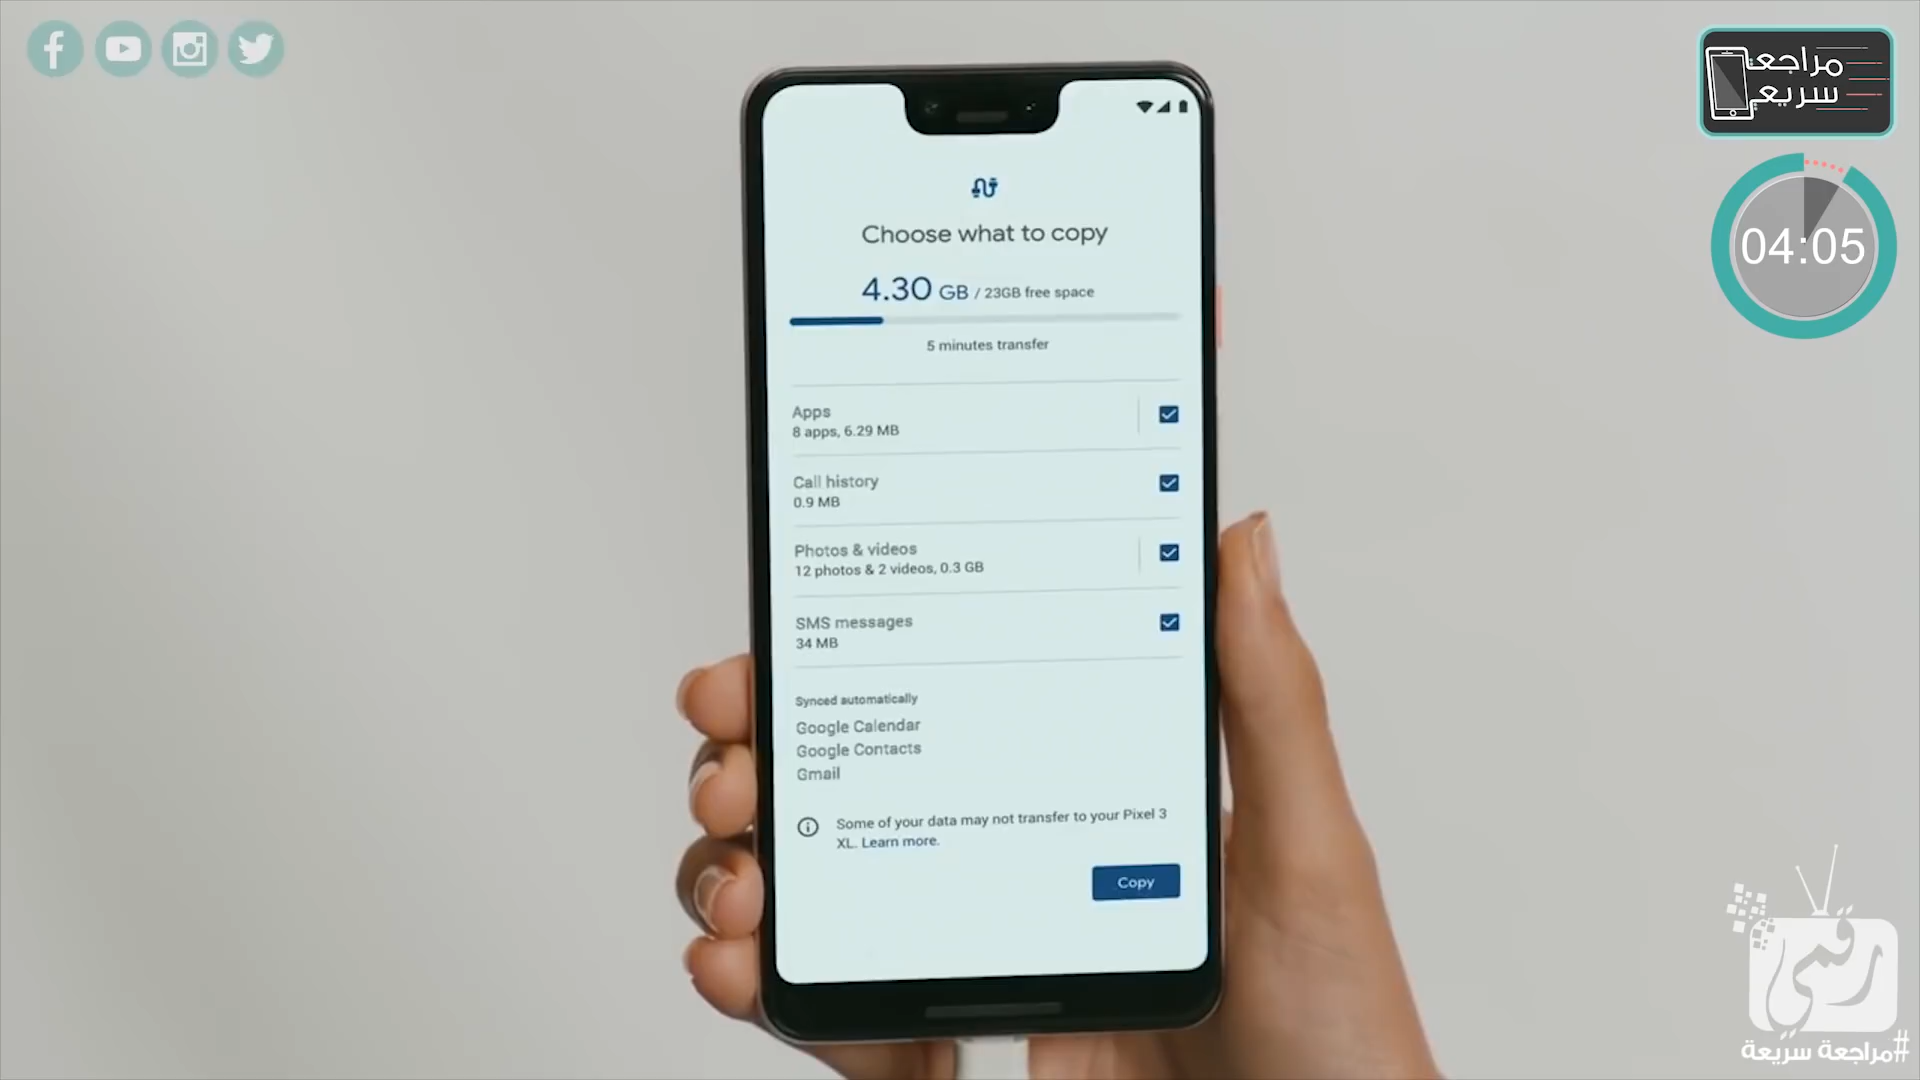 مراجعة
سريعة
04:05
Choose what to copy
4.30 GB / 23GB free space
5 minutes transfer
Apps
8 apps, 6.29 MB
Call history
0.9 MB
Photos & videos
12 photos & 2 videos, 0.3 GB
SMS messages
34 MB
Synced automatically
Google Calendar
Google Contacts
Gmail
Some of your data may not transfer to your Pixel 3
XL. Learn more.
Copy
رقمي
#مراجعة سريعة